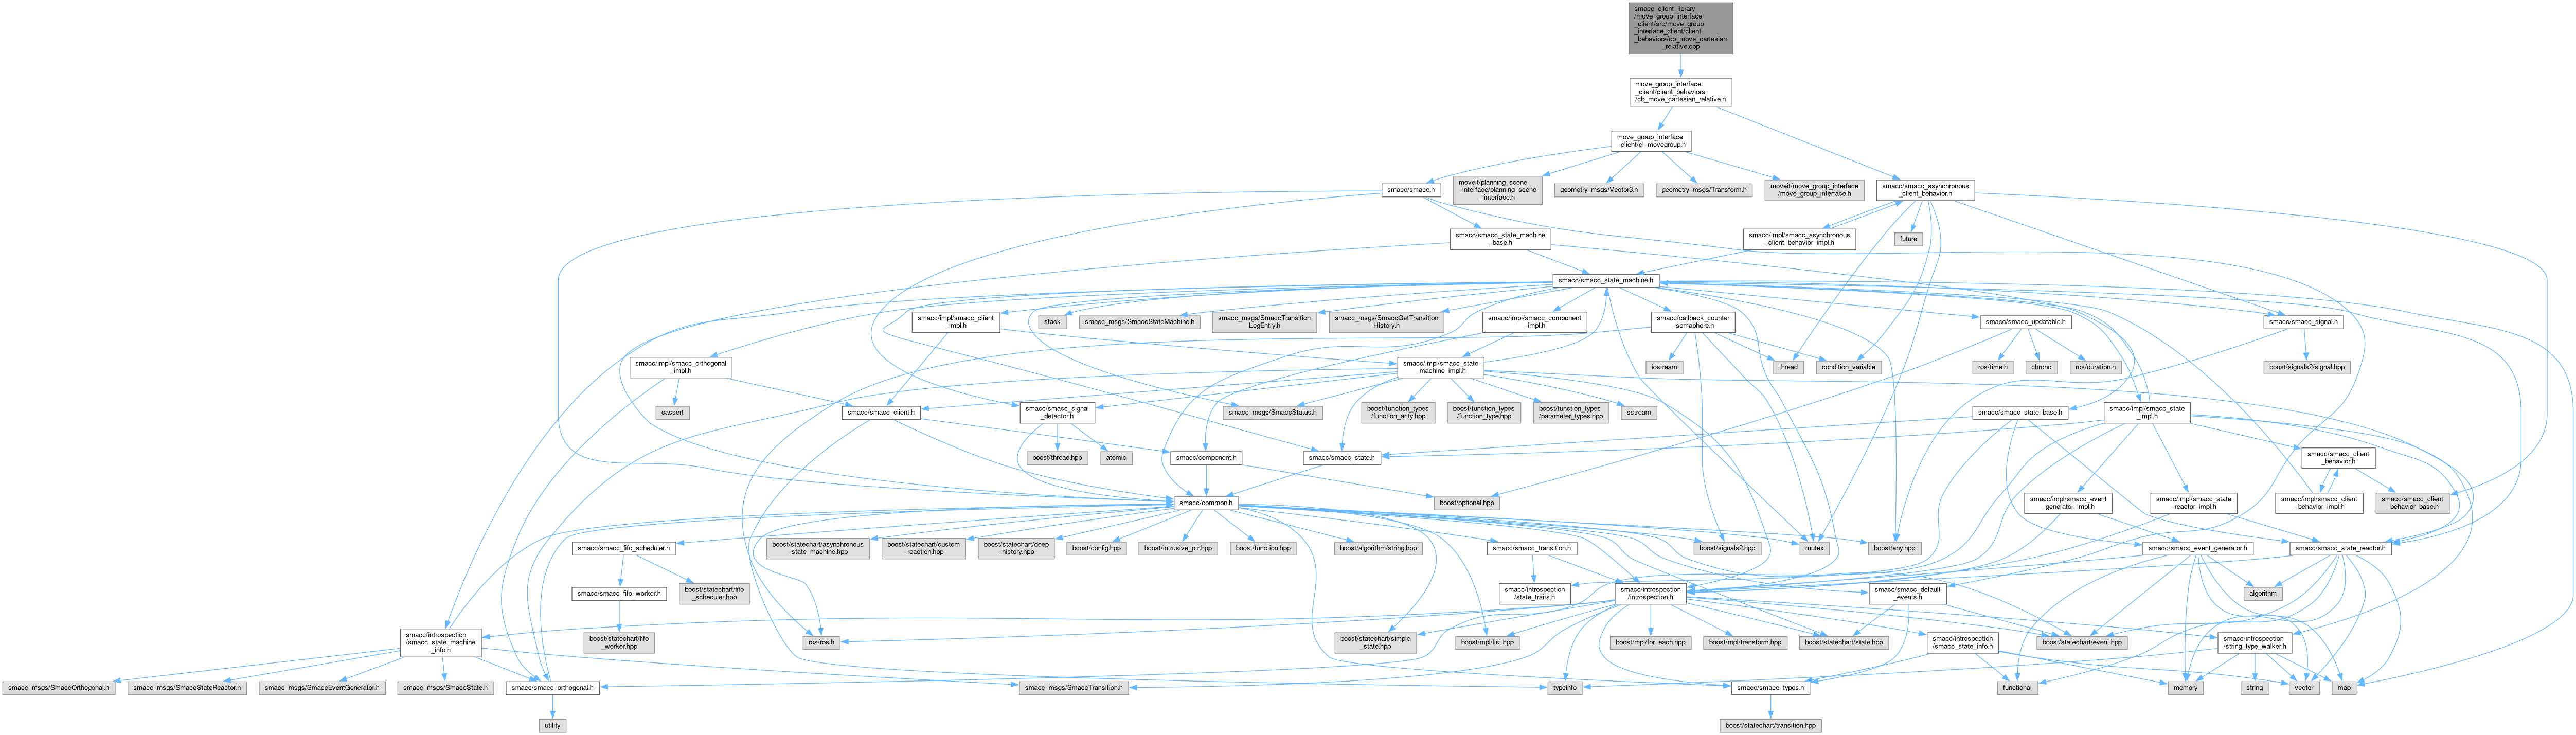 smacc_client_library
/move_group_interface
_client/src/move_group
_interface_client/client
_behaviors/cb_move_cartesian
_relative.cpp
move_group_interface
_client/client_behaviors
/cb_move_cartesian_relative.h
move_group_interface
_client/cl_movegroup.h
smacc/smacc.h
moveit/planning_scene
_interface/planning_scene
_interface.h
geometry_msgs/Vector3.h
geometry_msgs/Transform.h
moveit/move_group_interface
/move_group_interface.h
smacc/smacc_asynchronous
_client_behavior.h
smacc/smacc_state_machine
_base.h
smacc/impl/smacc_asynchronous
_client_behavior_impl.h
future
smacc/smacc_state_machine.h
smacc/impl/smacc_client
_impl.h
stack
smacc_msgs/SmaccStateMachine.h
smacc_msgs/SmaccTransition
LogEntry.h
smacc_msgs/SmaccGetTransition
History.h
smacc/impl/smacc_component
_impl.h
smacc/callback_counter
_semaphore.h
smacc/smacc_updatable.h
smacc/smacc_signal.h
smacc/impl/smacc_orthogonal
_impl.h
smacc/impl/smacc_state
_machine_impl.h
iostream
thread
condition_variable
ros/time.h
chrono
ros/duration.h
boost/signals2/signal.hpp
cassert
smacc/smacc_client.h
smacc/smacc_signal
_detector.h
smacc_msgs/SmaccStatus.h
boost/function_types
/function_arity.hpp
boost/function_types
/function_type.hpp
boost/function_types
/parameter_types.hpp
sstream
smacc/smacc_state_base.h
smacc/impl/smacc_state
_impl.h
boost/thread.hpp
atomic
smacc/component.h
smacc/smacc_state.h
smacc/smacc_client
_behavior.h
smacc/common.h
boost/optional.hpp
smacc/impl/smacc_event
_generator_impl.h
smacc/impl/smacc_state
_reactor_impl.h
smacc/impl/smacc_client
_behavior_impl.h
smacc/smacc_client
_behavior_base.h
smacc/smacc_fifo_scheduler.h
boost/statechart/asynchronous
_state_machine.hpp
boost/statechart/custom
_reaction.hpp
boost/statechart/deep
_history.hpp
boost/config.hpp
boost/intrusive_ptr.hpp
boost/function.hpp
boost/algorithm/string.hpp
smacc/smacc_transition.h
boost/signals2.hpp
mutex
boost/any.hpp
smacc/smacc_event_generator.h
smacc/smacc_state_reactor.h
smacc/smacc_fifo_worker.h
boost/statechart/fifo
_scheduler.hpp
smacc/introspection
/state_traits.h
smacc/introspection
/introspection.h
smacc/smacc_default
_events.h
algorithm
smacc/introspection
/smacc_state_machine
_info.h
boost/statechart/fifo
_worker.hpp
ros/ros.h
boost/statechart/simple
_state.hpp
boost/mpl/list.hpp
boost/mpl/for_each.hpp
boost/mpl/transform.hpp
boost/statechart/state.hpp
smacc/introspection
/smacc_state_info.h
boost/statechart/event.hpp
smacc/introspection
/string_type_walker.h
smacc_msgs/SmaccOrthogonal.h
smacc_msgs/SmaccStateReactor.h
smacc_msgs/SmaccEventGenerator.h
smacc_msgs/SmaccState.h
smacc/smacc_orthogonal.h
smacc_msgs/SmaccTransition.h
typeinfo
smacc/smacc_types.h
functional
memory
string
vector
map
utility
boost/statechart/transition.hpp